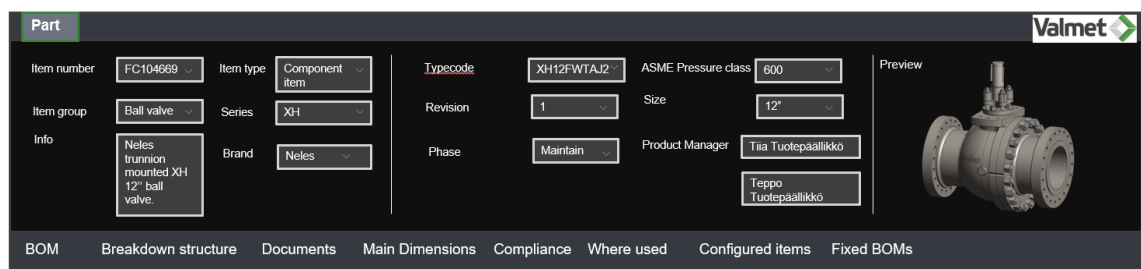 Part
Valmet
Item number
FC104669
Item type
Component
item
Typecode
XH12FWTAJ2
ASME Pressure class
600
Preview
Item group
Ball valve
Series
XH
Revision
1
Size
12"
Info
Neles
trunnion
mounted XH
12" ball
valve.
Brand
Neles
Phase
Maintain
Product Manager
Tiia Tuotepäällikkö
Teppo
Tuotepäällikkö
BOM
Breakdown structure
Documents
Main Dimensions
Compliance
Where used
Configured items
Fixed BOMs